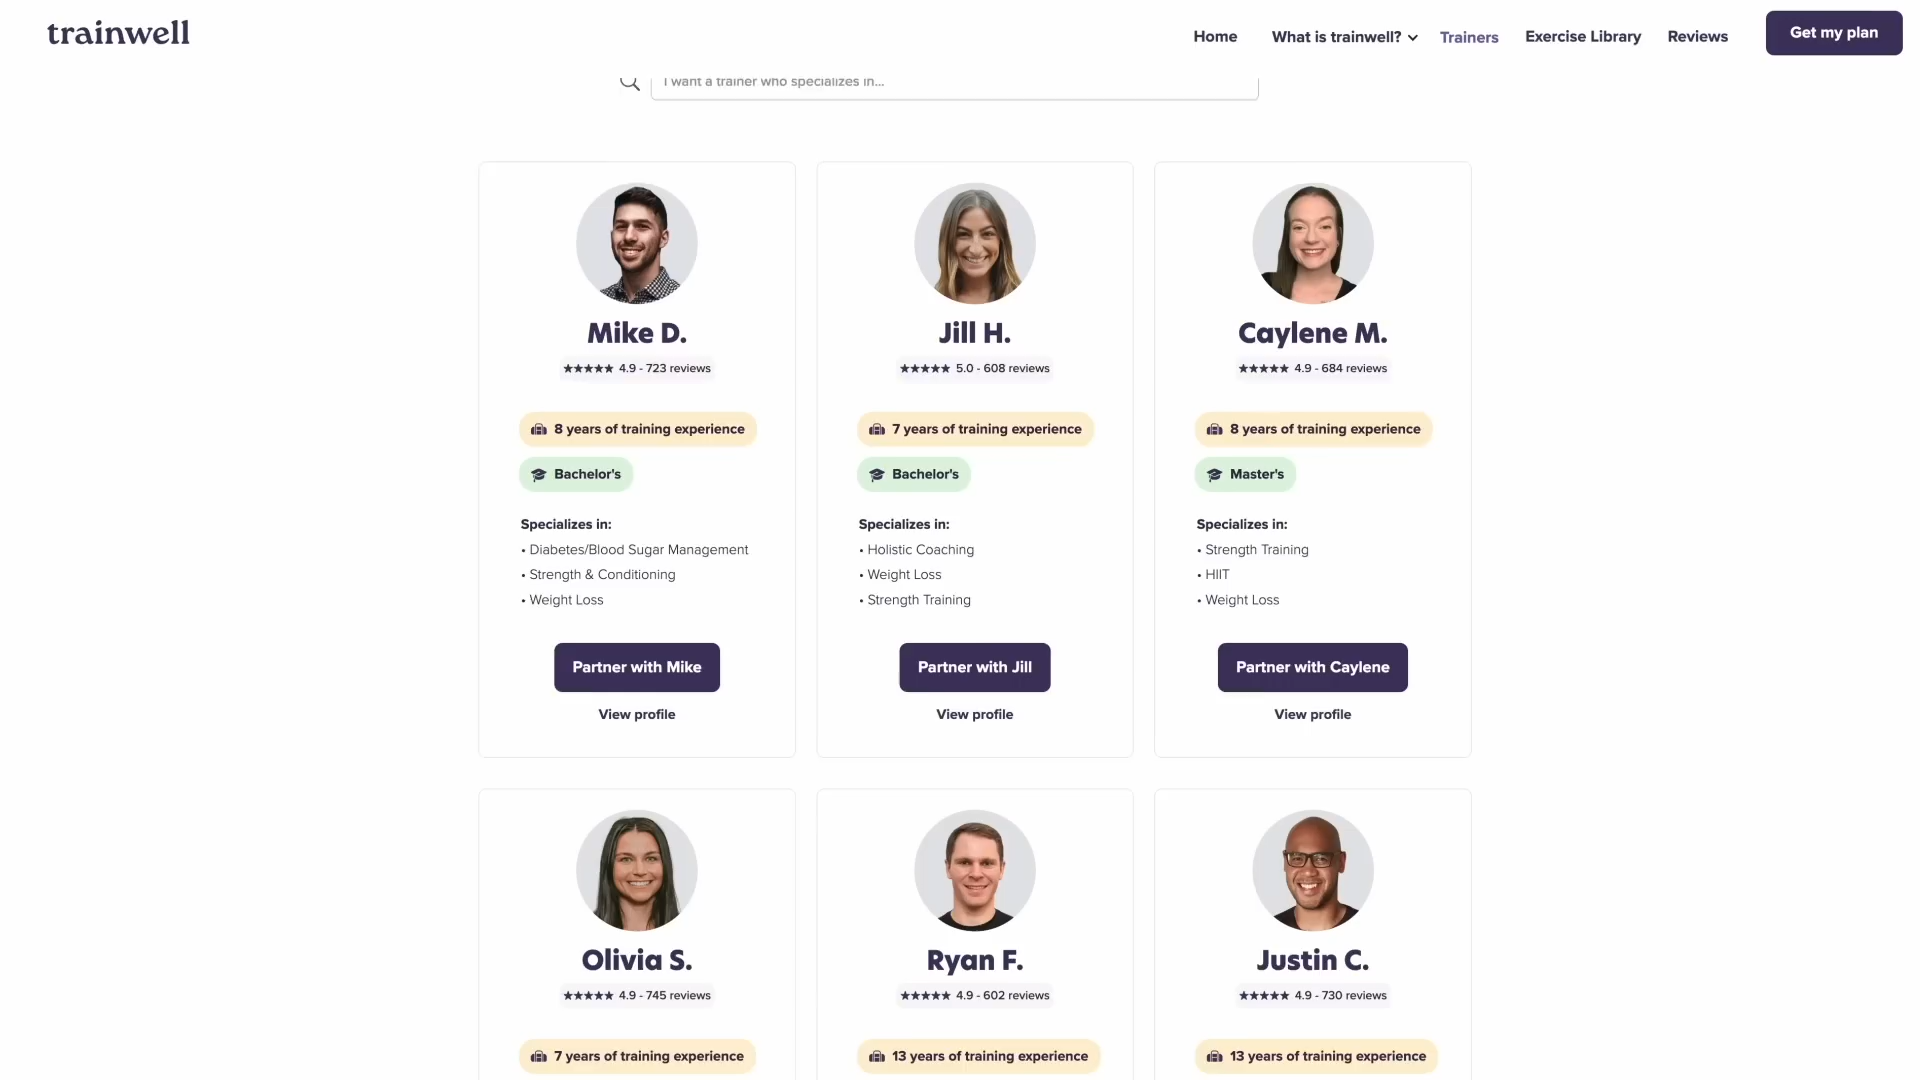 trainwell
Home
What is trainwell?
Trainers
Exercise Library
Reviews
Get my plan
I want a trainer who specializes in...
Mike D.
★★★★★ 4.9 - 723 reviews
8 years of training experience
Bachelor's
Specializes in:
• Diabetes/Blood Sugar Management
• Strength & Conditioning
• Weight Loss
Partner with Mike
View profile
Jill H.
★★★★★ 5.0 - 608 reviews
7 years of training experience
Bachelor's
Specializes in:
• Holistic Coaching
• Weight Loss
• Strength Training
Partner with Jill
View profile
Caylene M.
★★★★★ 4.9 - 684 reviews
8 years of training experience
Master's
Specializes in:
• Strength Training
• HIIT
• Weight Loss
Partner with Caylene
View profile
Olivia S.
★★★★★ 4.9 - 745 reviews
7 years of training experience
Ryan F.
★★★★★ 4.9 - 602 reviews
13 years of training experience
Justin C.
★★★★★ 4.9 - 730 reviews
13 years of training experience